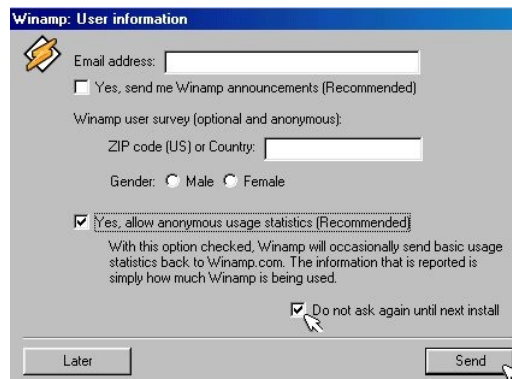 Winamp: User information
Email address:
Yes, send me Winamp announcements (Recommended)
Winamp user survey (optional and anonymous):
ZIP code (US) or Country:
Gender: Male Female
Yes, allow anonymous usage statistics (Recommended)
With this option checked, Winamp will occasionally send basic usage
statistics back to Winamp.com. The information that is reported is
simply how much Winamp is being used.
Do not ask again until next install
Later Send